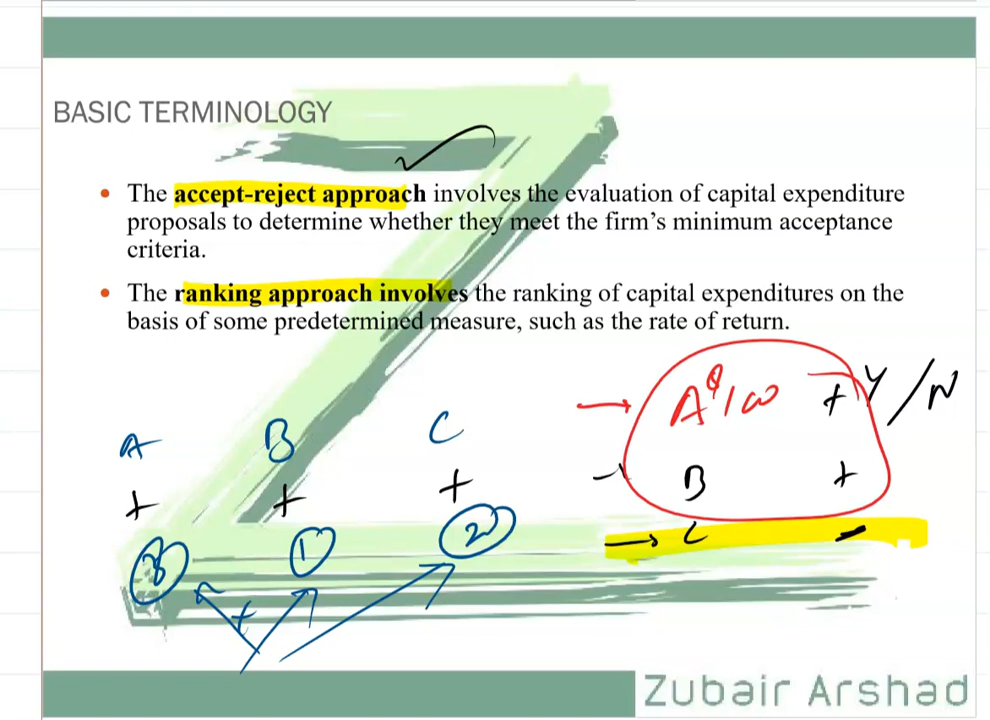 BASIC TERMINOLOGY
• The accept-reject approach involves the evaluation of capital expenditure
proposals to determine whether they meet the firm's minimum acceptance
criteria.
• The ranking approach involves the ranking of capital expenditures on the
basis of some predetermined measure, such as the rate of return.
A + Y/N
B +
C -
A B C
+ + +
3 1 2
Zubair Arshad